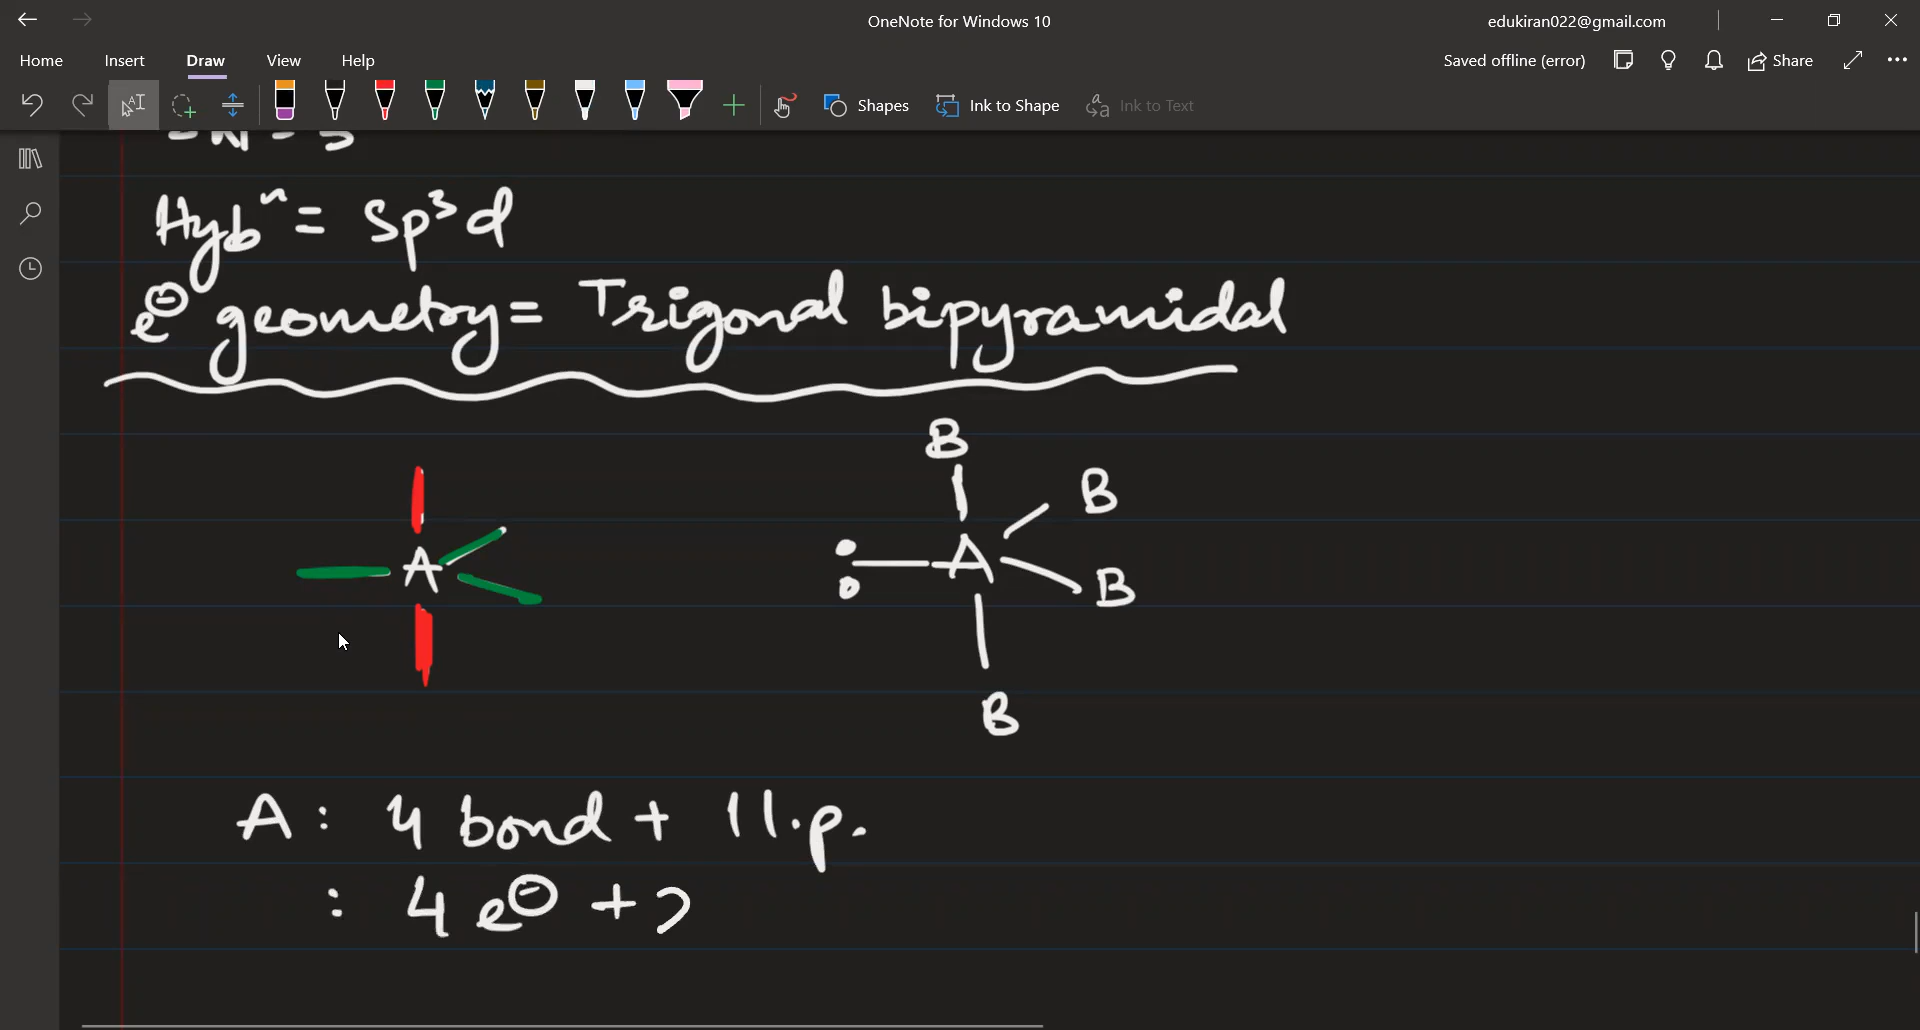 OneNote for Windows 10
edukiran022@gmail.com
Home Insert Draw View Help
Saved offline (error) Share
Shapes Ink to Shape Ink to Text
Hybⁿ = Sp³d
e⊖ geometry = Trigonal bipyramidal
B
B
A
A
B
B
A : 4 bond + 1 l.p.
: 4 e⊖ +